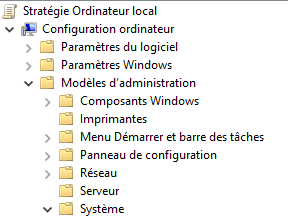 Stratégie Ordinateur local
Configuration ordinateur
Paramètres du logiciel
Paramètres Windows
Modèles d'administration
Composants Windows
Imprimantes
Menu Démarrer et barre des tâches
Panneau de configuration
Réseau
Serveur
Système